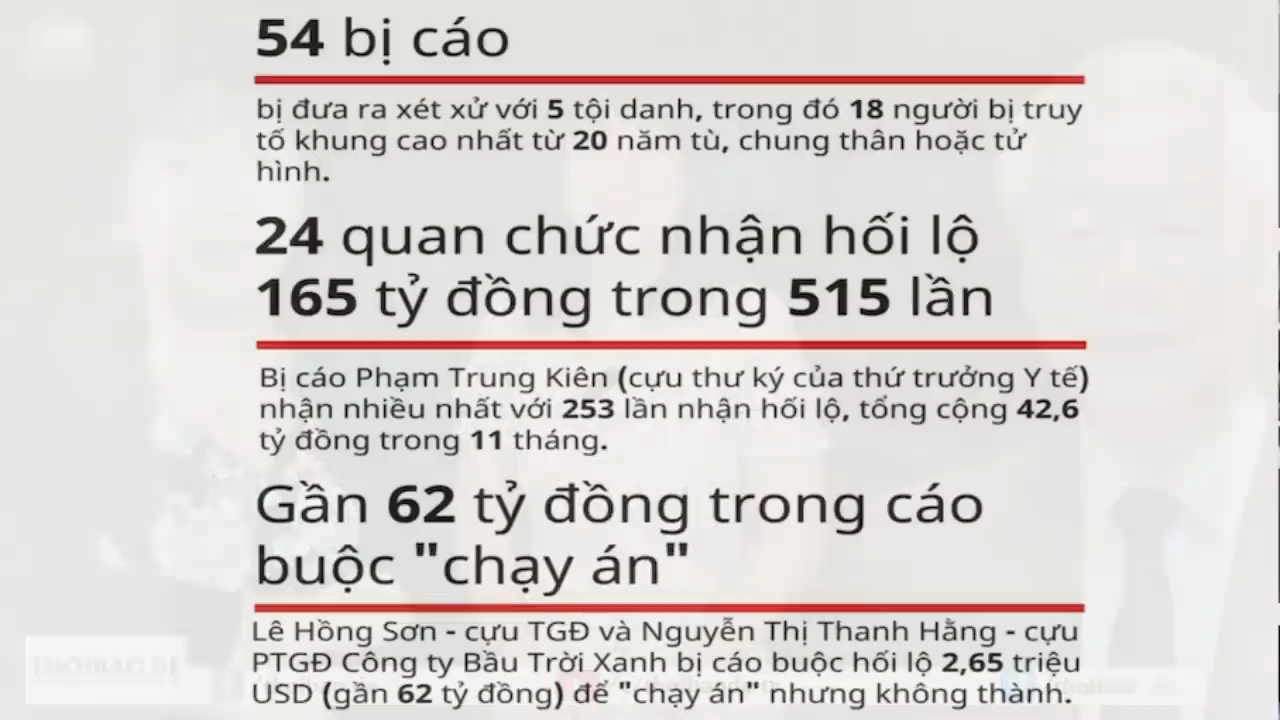 54 bị cáo
bị đưa ra xét xử với 5 tội danh, trong đó 18 người bị truy
tố khung cao nhất từ 20 năm tù, chung thân hoặc tử
hình.
24 quan chức nhận hối lộ
165 tỷ đồng trong 515 lần
Bị cáo Phạm Trung Kiên (cựu thư ký của thứ trưởng Y tế)
nhận nhiều nhất với 253 lần nhận hối lộ, tổng cộng 42,6
tỷ đồng trong 11 tháng.
Gần 62 tỷ đồng trong cáo
buộc "chạy án"
Lê Hồng Sơn - cựu TGĐ và Nguyễn Thị Thanh Hằng - cựu
PTGĐ Công ty Bầu Trời Xanh bị cáo buộc hối lộ 2,65 triệu
USD (gần 62 tỷ đồng) để "chạy án" nhưng không thành.
THOIBAO.DE